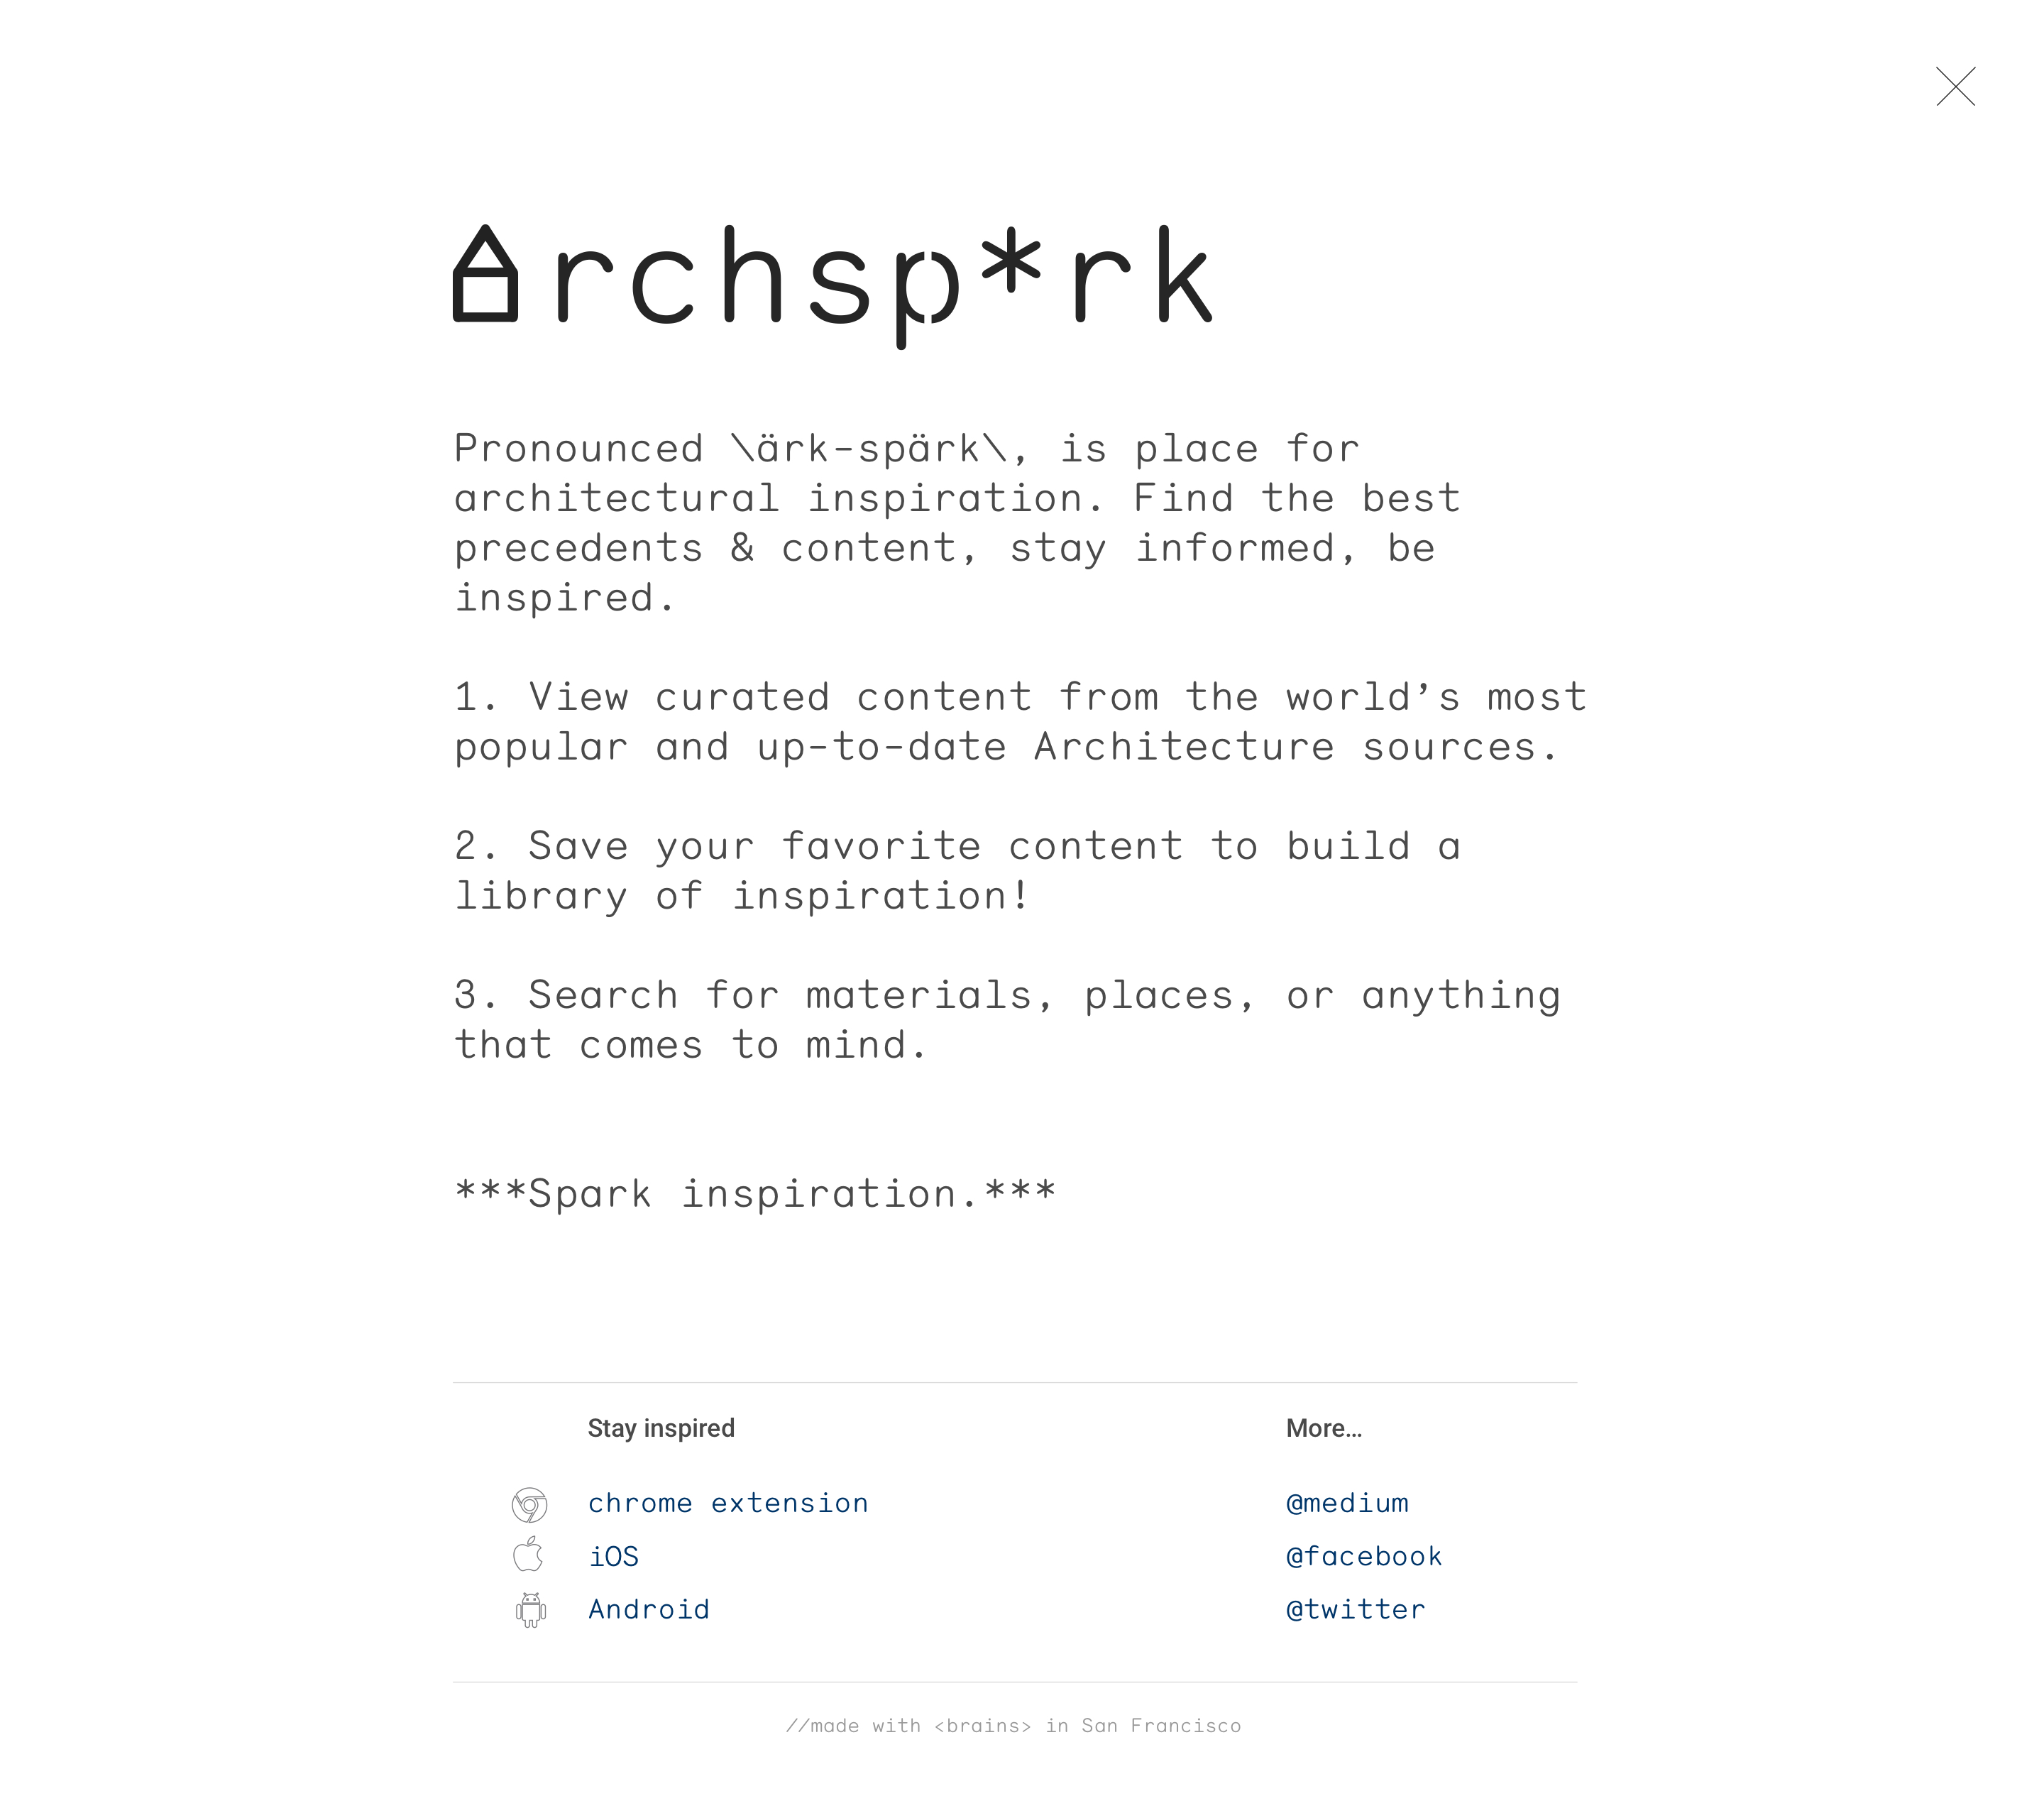 Archsp*rk
Pronounced \ärk-spärk\, is place for
architectural inspiration. Find the best
precedents & content, stay informed, be
inspired.
1. View curated content from the world’s most
popular and up-to-date Architecture sources.
2. Save your favorite content to build a
library of inspiration!
3. Search for materials, places, or anything
that comes to mind.
***Spark inspiration.***
Stay inspired
More...
chrome extension
@medium
iOS
@facebook
Android
@twitter
//made with <brains> in San Francisco